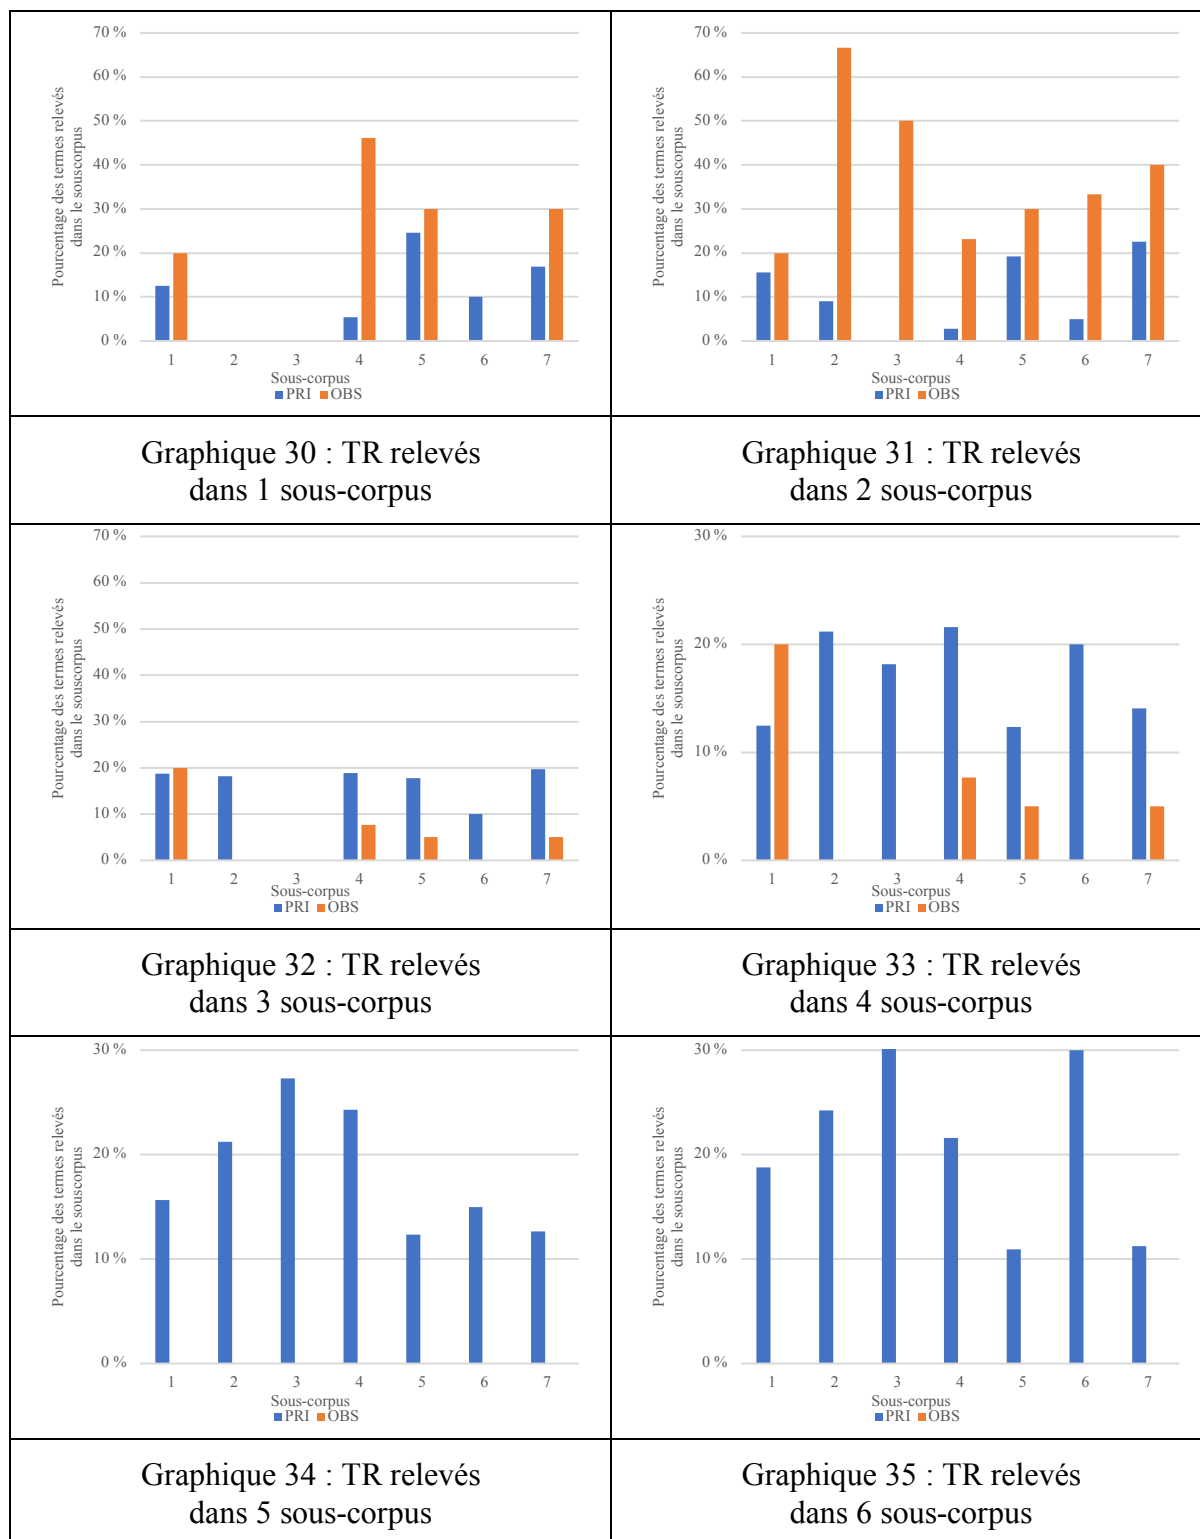 70 %
60 %
50 %
40 %
30 %
20 %
10 %
0 %
Pourcentage des termes relevés
dans le souscorpus
1 2 3 4 5 6 7
Sous-corpus
PRI OBS
Graphique 30 : TR relevés
dans 1 sous-corpus
70 %
60 %
50 %
40 %
30 %
20 %
10 %
0 %
Pourcentage des termes relevés
dans le souscorpus
1 2 3 4 5 6 7
Sous-corpus
PRI OBS
Graphique 31 : TR relevés
dans 2 sous-corpus
70 %
60 %
50 %
40 %
30 %
20 %
10 %
0 %
Pourcentage des termes relevés
dans le souscorpus
1 2 3 4 5 6 7
Sous-corpus
PRI OBS
Graphique 32 : TR relevés
dans 3 sous-corpus
30 %
20 %
10 %
0 %
Pourcentage des termes relevés
dans le souscorpus
1 2 3 4 5 6 7
Sous-corpus
PRI OBS
Graphique 33 : TR relevés
dans 4 sous-corpus
30 %
20 %
10 %
0 %
Pourcentage des termes relevés
dans le souscorpus
1 2 3 4 5 6 7
Sous-corpus
PRI OBS
Graphique 34 : TR relevés
dans 5 sous-corpus
30 %
20 %
10 %
0 %
Pourcentage des termes relevés
dans le souscorpus
1 2 3 4 5 6 7
Sous-corpus
PRI OBS
Graphique 35 : TR relevés
dans 6 sous-corpus